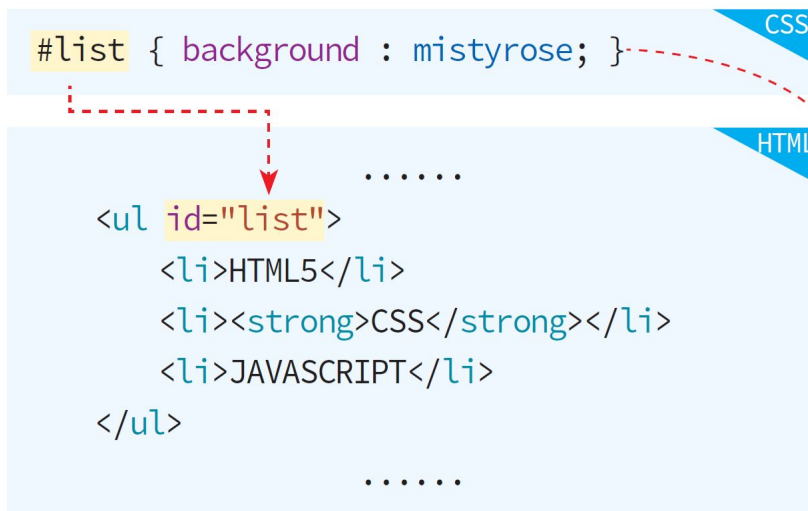 CSS
#list { background : mistyrose; }
HTML
......
<ul id="list">
<li>HTML5</li>
<li><strong>CSS</strong></li>
<li>JAVASCRIPT</li>
</ul>
......